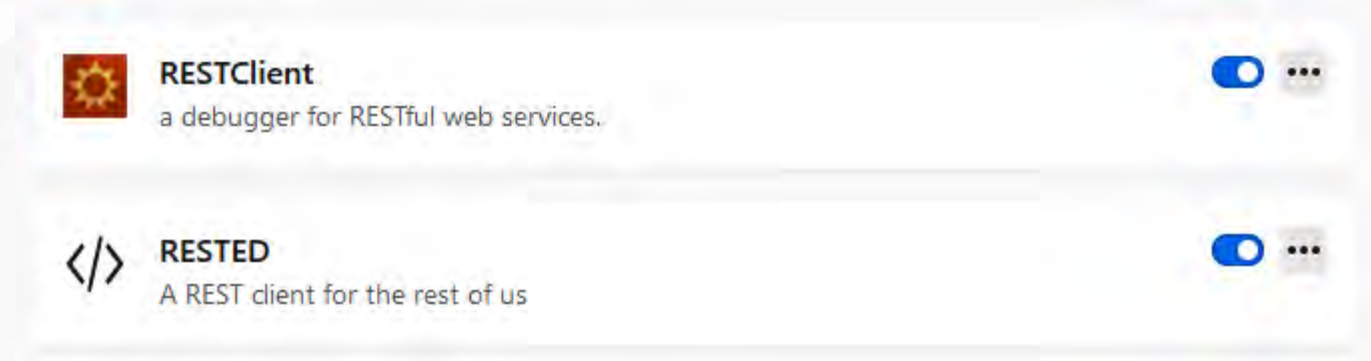 RESTClient
a debugger for RESTful web services.
RESTED
A REST client for the rest of us